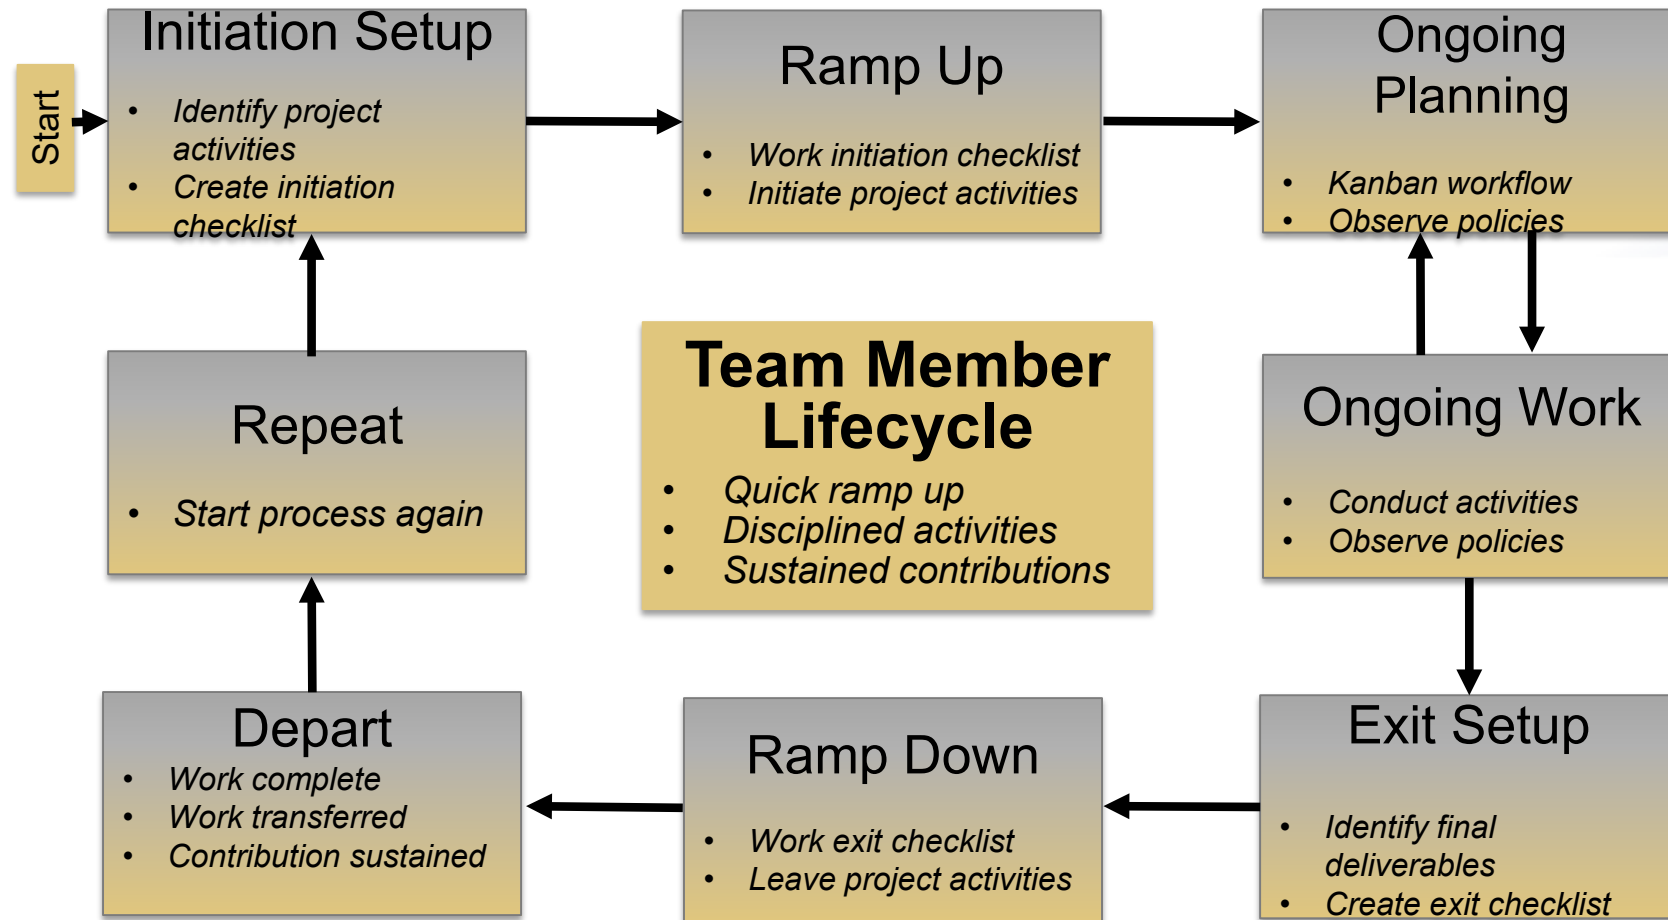 Start
Initiation Setup
• Identify project
activities
• Create initiation
checklist
Ramp Up
• Work initiation checklist
• Initiate project activities
Ongoing
Planning
• Kanban workflow
• Observe policies
Repeat
• Start process again
Team Member
Lifecycle
• Quick ramp up
• Disciplined activities
• Sustained contributions
Ongoing Work
• Conduct activities
• Observe policies
Depart
• Work complete
• Work transferred
• Contribution sustained
Ramp Down
• Work exit checklist
• Leave project activities
Exit Setup
• Identify final
deliverables
• Create exit checklist